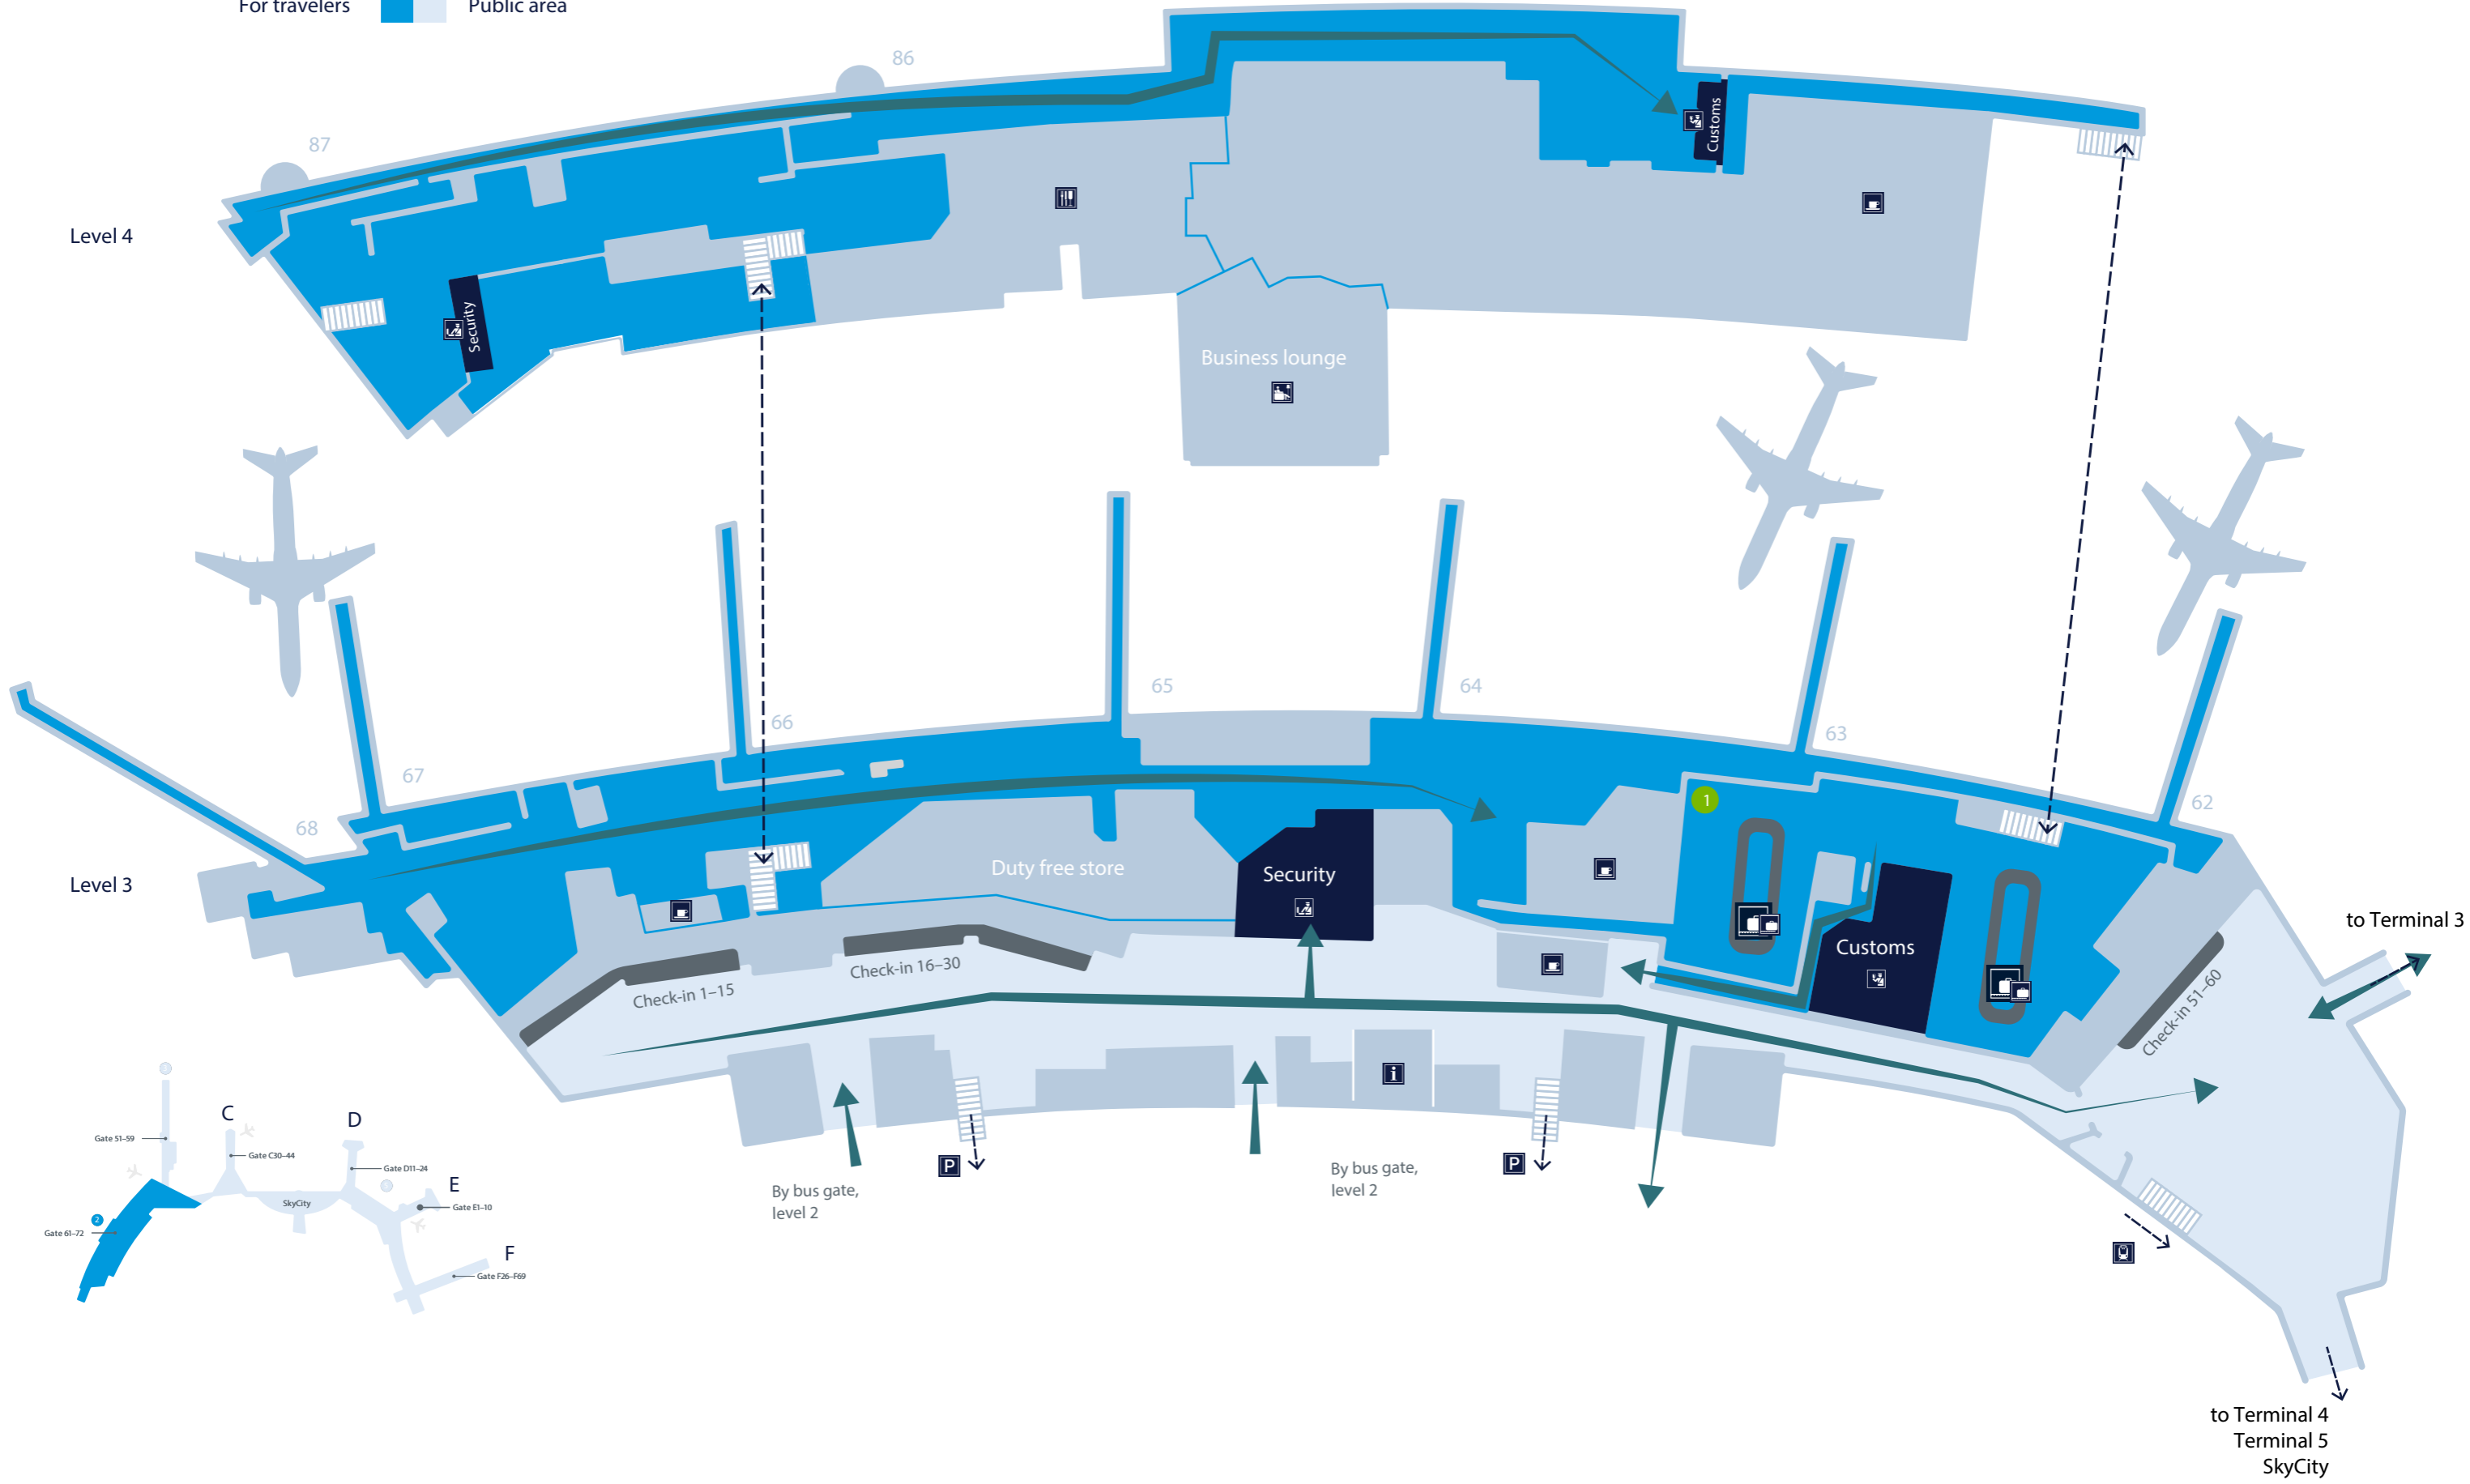 For travelers
Public area
86
87
Customs
Level 4
Security
Business lounge
65
64
66
63
67
62
68
Duty free store
Security
Level 3
to Terminal 3
Customs
Check-in 16–30
Check-in 1–15
Check-in 51–60
i
P
P
By bus gate,
level 2
By bus gate,
level 2
1
C
D
Gate 51–59
Gate C30–44
Gate D11–24
E
SkyCity
Gate E1–10
2
Gate 61–72
F
Gate F26–F69
to Terminal 4
Terminal 5
SkyCity